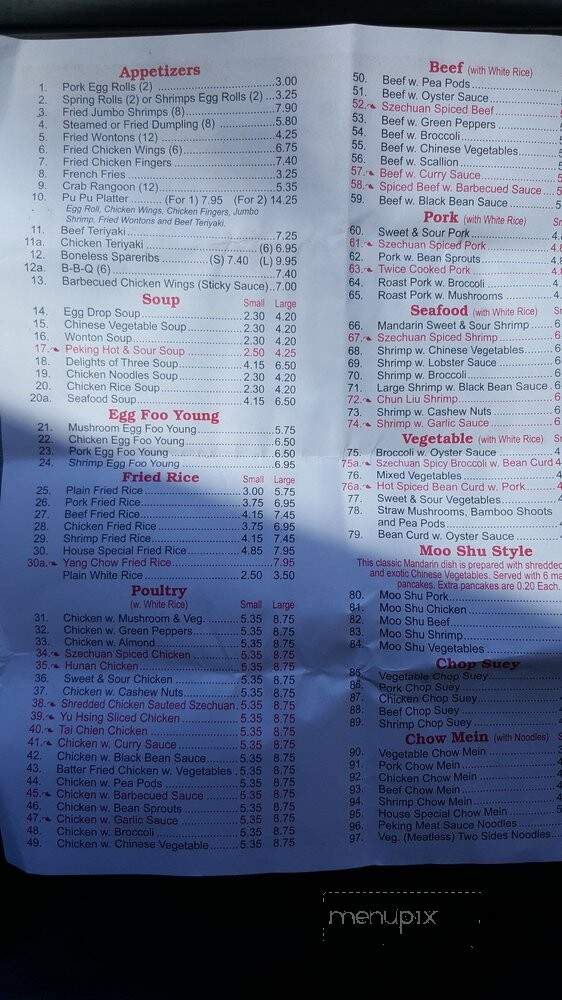 Appetizers
1. Pork Egg Rolls (2) 3.00
2. Spring Rolls (2) or Shrimps Egg Rolls (2) 3.25
3. Fried Jumbo Shrimps (8) 7.90
4. Steamed or Fried Dumpling (8) 5.80
5. Fried Wontons (12) 4.25
6. Fried Chicken Wings (6) 6.75
7. Fried Chicken Fingers 7.40
8. French Fries 3.25
9. Crab Rangoon (12) 5.35
10. Pu Pu Platter (For 1) 7.95 (For 2) 14.25
Egg Roll, Chicken Wings, Chicken Fingers, Jumbo
Shrimp, Fried Wontons and Beef Teriyaki.
11. Beef Teriyaki 7.25
11a. Chicken Teriyaki (6) 6.95
12. Boneless Spareribs (S) 7.40 (L) 9.95
12a. B-B-Q (6) 7.40
13. Barbecued Chicken Wings (Sticky Sauce) 7.00
Soup Small Large
14. Egg Drop Soup 2.30 4.20
15. Chinese Vegetable Soup 2.30 4.20
16. Wonton Soup 2.30 4.20
17. Peking Hot & Sour Soup 2.50 4.25
18. Delights of Three Soup 4.15 6.50
19. Chicken Noodles Soup 2.30 4.20
20. Chicken Rice Soup 2.30 4.20
20a. Seafood Soup 4.15 6.50
Egg Foo Young
21. Mushroom Egg Foo Young 5.75
22. Chicken Egg Foo Young 6.50
23. Pork Egg Foo Young 6.50
24. Shrimp Egg Foo Young 6.95
Fried Rice Small Large
25. Plain Fried Rice 3.00 5.75
26. Pork Fried Rice 3.75 6.95
27. Beef Fried Rice 4.15 7.45
28. Chicken Fried Rice 3.75 6.95
29. Shrimp Fried Rice 4.15 7.45
30. House Special Fried Rice 4.85 7.95
30a. Yang Chow Fried Rice 7.95
Plain White Rice 2.50 3.50
Poultry
(w. White Rice) Small Large
31. Chicken w. Mushroom & Veg. 5.35 8.75
32. Chicken w. Green Peppers 5.35 8.75
33. Chicken w. Almond 5.35 8.75
34. Szechuan Spiced Chicken 5.35 8.75
35. Hunan Chicken 5.35 8.75
36. Sweet & Sour Chicken 5.35 8.75
37. Chicken w. Cashew Nuts 5.35 8.75
38. Shredded Chicken Sauteed Szechuan 5.35 8.75
39. Yu Hsing Sliced Chicken 5.35 8.75
40. Tai Chien Chicken 5.35 8.75
41. Chicken w. Curry Sauce 5.35 8.75
42. Chicken w. Black Bean Sauce 5.35 8.75
43. Batter Fried Chicken w. Vegetables 5.35 8.75
44. Chicken w. Pea Pods 5.35 8.75
45. Chicken w. Barbecued Sauce 5.35 8.75
46. Chicken w. Bean Sprouts 5.35 8.75
47. Chicken w. Garlic Sauce 5.35 8.75
48. Chicken w. Broccoli 5.35 8.75
49. Chicken w. Chinese Vegetable 5.35 8.75
Beef (with White Rice)
50. Beef w. Pea Pods
51. Beef w. Oyster Sauce
52. Szechuan Spiced Beef
53. Beef w. Green Peppers
54. Beef w. Broccoli
55. Beef w. Chinese Vegetables
56. Beef w. Scallion
57. Beef w. Curry Sauce
58. Spiced Beef w. Barbecued Sauce
59. Beef w. Black Bean Sauce
Pork (with White Rice)
60. Sweet & Sour Pork
61. Szechuan Spiced Pork
62. Pork w. Bean Sprouts
63. Twice Cooked Pork
64. Roast Pork w. Broccoli
65. Roast Pork w. Mushrooms
Seafood (with White Rice)
66. Mandarin Sweet & Sour Shrimp
67. Szechuan Spiced Shrimp
68. Shrimp w. Chinese Vegetables
69. Shrimp w. Lobster Sauce
70. Shrimp w. Broccoli
71. Large Shrimp w. Black Bean Sauce
72. Chun Liu Shrimp
73. Shrimp w. Cashew Nuts
74. Shrimp w. Garlic Sauce
Vegetable (with White Rice)
75. Broccoli w. Oyster Sauce
75a. Szechuan Spicy Broccoli w. Bean Curd
76. Mixed Vegetables
76a. Hot Spiced Bean Curd w. Pork
77. Sweet & Sour Vegetables
78. Straw Mushrooms, Bamboo Shoots
and Pea Pods
79. Bean Curd w. Oyster Sauce
Moo Shu Style
This classic Mandarin dish is prepared with shredded
and exotic Chinese Vegetables. Served with 6
pancakes. Extra pancakes are 0.20 Each.
80. Moo Shu Pork
81. Moo Shu Chicken
82. Moo Shu Beef
83. Moo Shu Shrimp
84. Moo Shu Vegetables
Chop Suey
85. Vegetable Chop Suey
86. Pork Chop Suey
87. Chicken Chop Suey
88. Beef Chop Suey
89. Shrimp Chop Suey
Chow Mein (with Noodles)
90. Vegetable Chow Mein
91. Pork Chow Mein
92. Chicken Chow Mein
93. Beef Chow Mein
94. Shrimp Chow Mein
95. House Special Chow Mein
96. Peking Meat Sauce Noodles
97. Veg. (Meatless) Two Sides Noodles
menupix